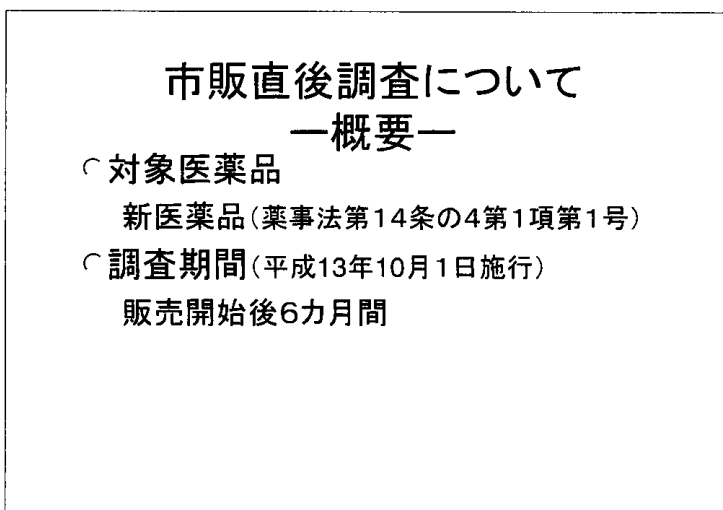 市販直後調査について
ー概要ー
対象医薬品
新医薬品(薬事法第14条の4第1項第1号)
調査期間(平成13年10月1日施行)
販売開始後6カ月間